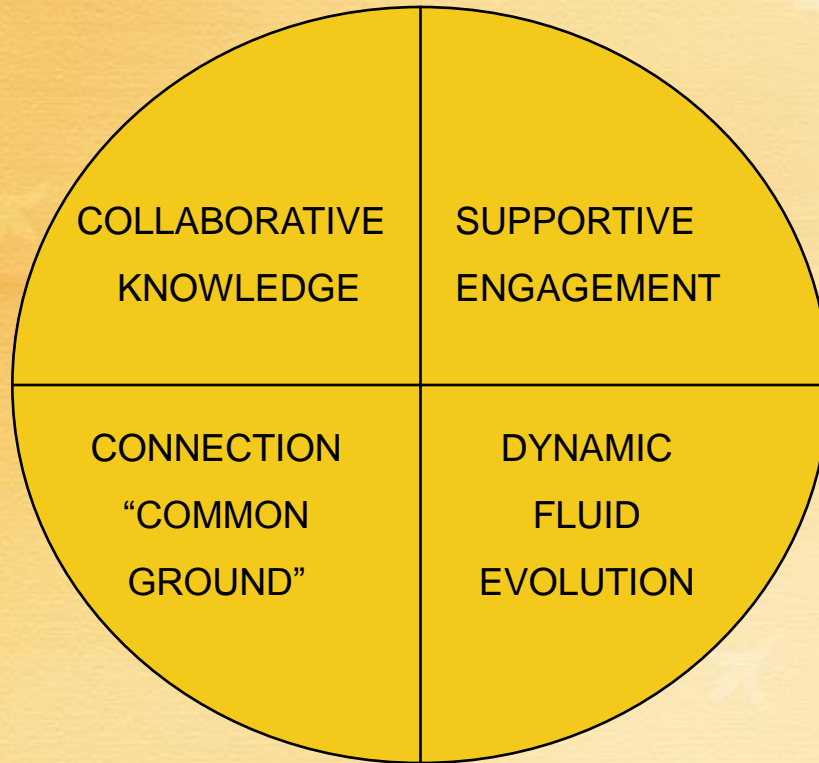 COLLABORATIVE
KNOWLEDGE
SUPPORTIVE
ENGAGEMENT
CONNECTION
“COMMON
GROUND”
DYNAMIC
FLUID
EVOLUTION